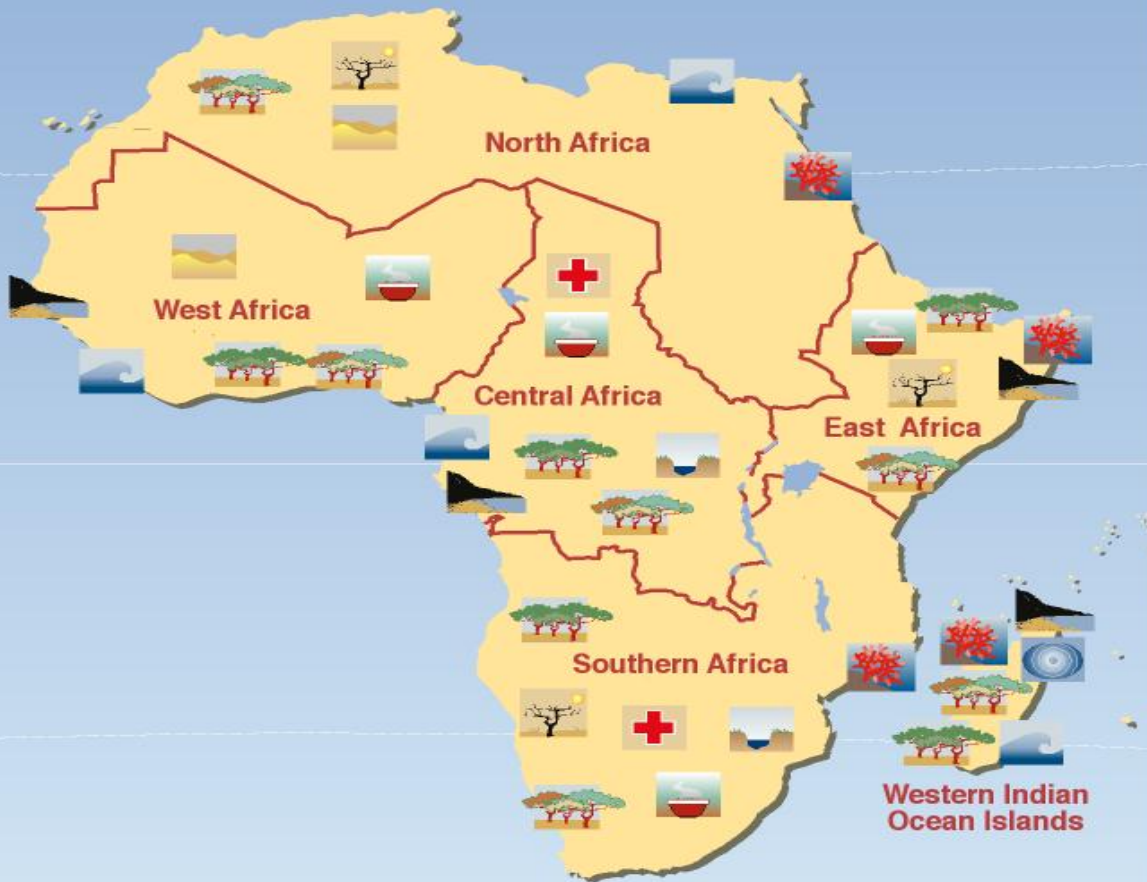 North Africa
West Africa
Central Africa
East Africa
Southern Africa
Western Indian
Ocean Islands